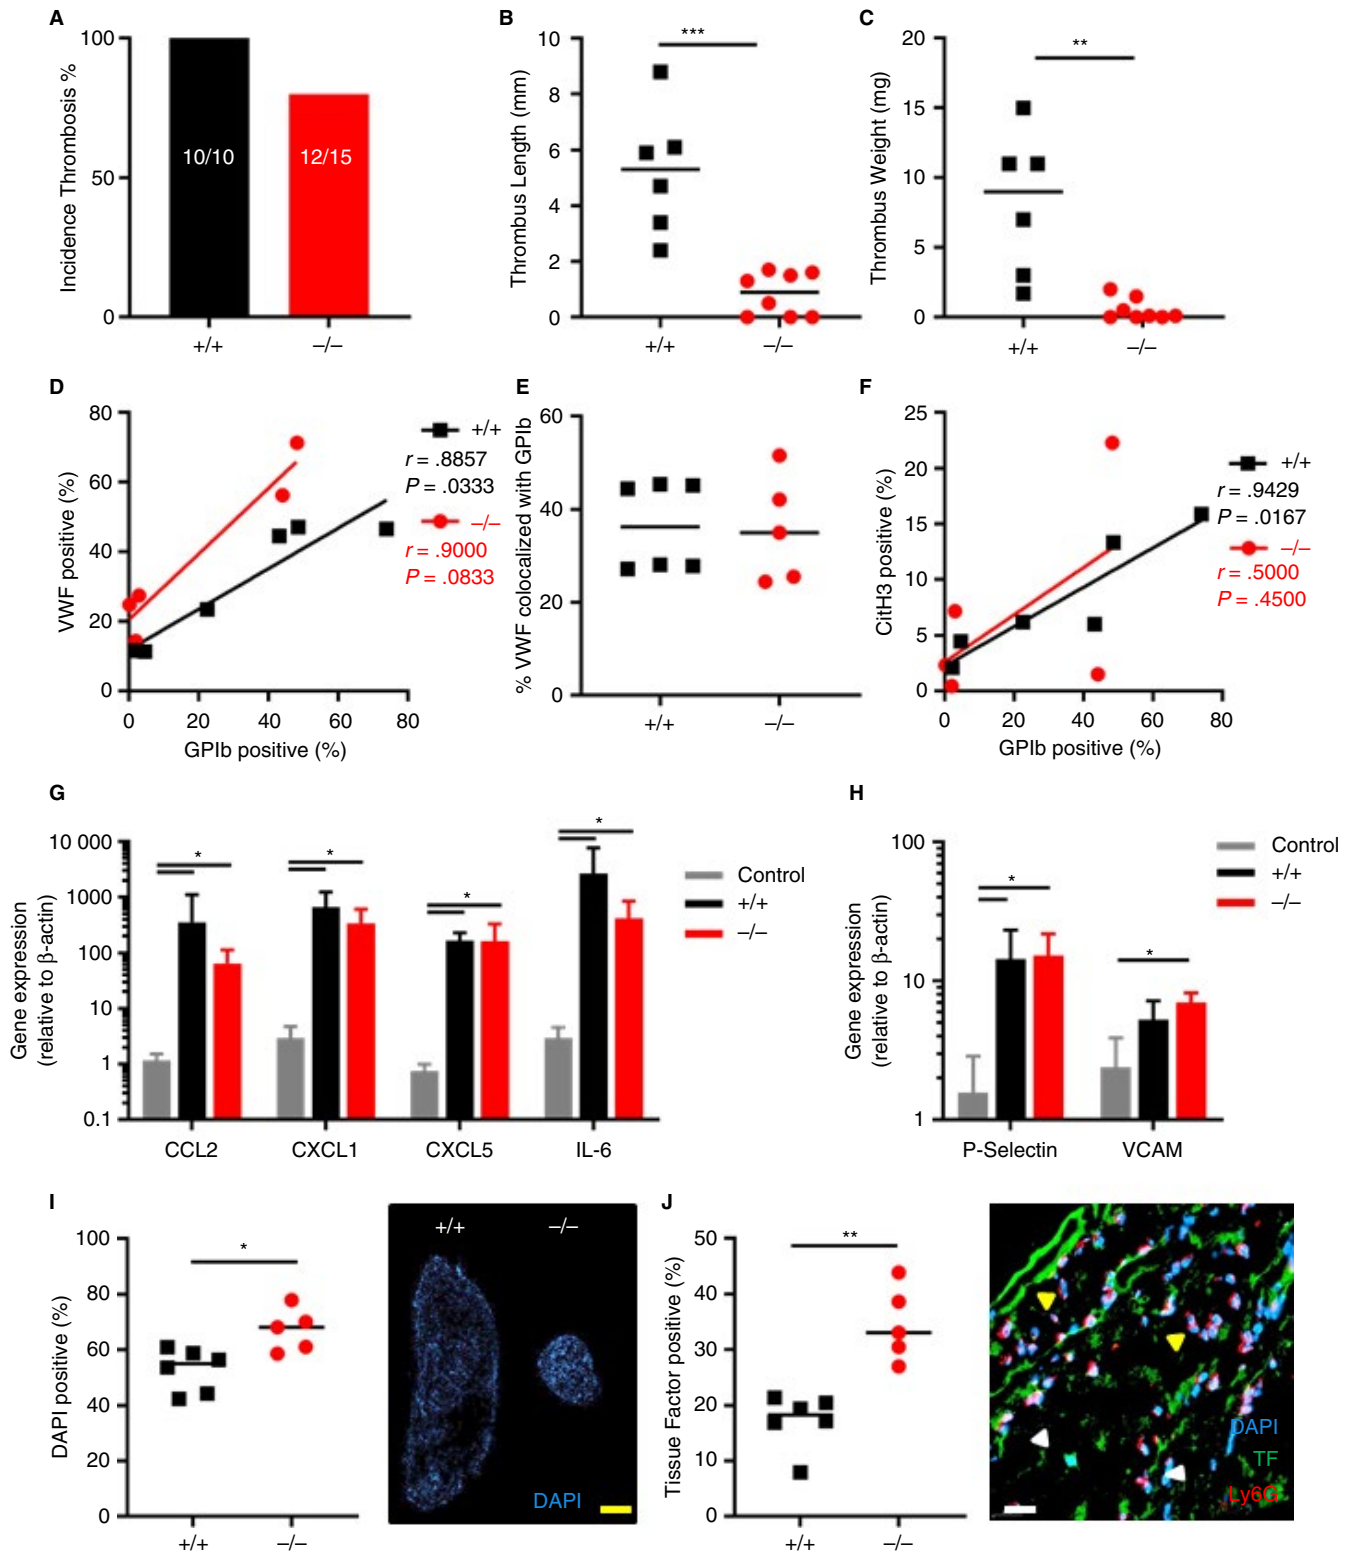 A
Incidence Thrombosis %
100
50
0
10/10
12/15
+/+
–/–
B
Thrombus Length (mm)
10
8
6
4
2
0
***
+/+
–/–
C
Thrombus Weight (mg)
20
15
10
5
0
**
+/+
–/–
D
VWF positive (%)
80
60
40
20
0
0 20 40 60 80
GPIb positive (%)
+/+
r = .8857
P = .0333
–/–
r = .9000
P = .0833
E
% VWF colocalized with GPIb
60
40
20
0
+/+
–/–
F
CitH3 positive (%)
25
20
15
10
5
0
0 20 40 60 80
GPIb positive (%)
+/+
r = .9429
P = .0167
–/–
r = .5000
P = .4500
G
Gene expression
(relative to β-actin)
10 000
1000
100
10
1
0.1
*
*
*
*
CCL2 CXCL1 CXCL5 IL-6
Control
+/+
–/–
H
Gene expression
(relative to β-actin)
100
10
1
*
*
P-Selectin VCAM
Control
+/+
–/–
I
DAPI positive (%)
100
80
60
40
20
0
*
+/+
–/–
+/+ –/–
DAPI
J
Tissue Factor positive (%)
50
40
30
20
10
0
**
+/+
–/–
DAPI
TF
Ly6G